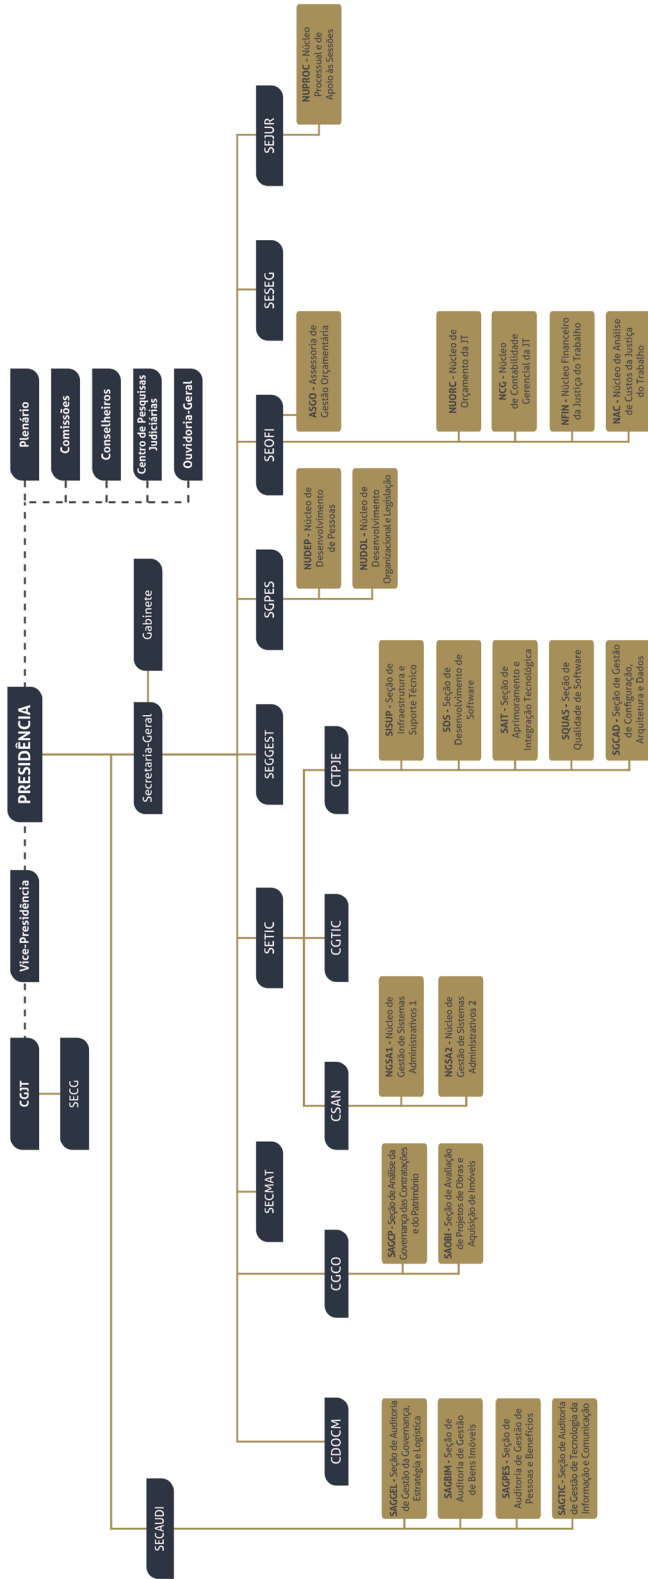 PRESIDÊNCIA
Vice-Presidência
CGJT
SECG
Plenário
Comissões
Conselheiros
Centro de Pesquisas
Judiciárias
Ouvidoria-Geral
Secretaria-Geral
Gabinete
SECAUDI
SAGGEL - Seção de Auditoria
de Gestão da Governança,
Estratégia e Logística
SAGBIM - Seção de
Auditoria de Gestão
de Bens Imóveis
SAGPES - Seção de
Auditoria de Gestão de
Pessoas e Benefícios
SAGTIC - Seção de Auditoria
de Gestão de Tecnologia da
Informação e Comunicação
CDOCM
CGCO
SAGCP - Seção de Análise da
Governança das Contratações
e do Patrimônio
SAOBI - Seção de Avaliação
de Projetos de Obras e
Aquisição de Imóveis
SECMAT
SETIC
CSAN
NGSA1 - Núcleo de
Gestão de Sistemas
Administrativos 1
NGSA2 - Núcleo de
Gestão de Sistemas
Administrativos 2
CGTIC
CTPJE
SISUP - Seção de
Infraestrutura e
Suporte Técnico
SDS - Seção de
Desenvolvimento de
Software
SAIT - Seção de
Aprimoramento e
Integração Tecnológica
SQUAS - Seção de
Qualidade de Software
SGCAD - Seção de Gestão
de Configuração,
Arquitetura e Dados
SEGGEST
SGPES
NUDEP - Núcleo de
Desenvolvimento
de Pessoas
NUDOL - Núcleo de
Desenvolvimento
Organizacional e Legislação
SEOFI
ASGO - Assessoria de
Gestão Orçamentária
NUORC - Núcleo de
Orçamento da JT
NCG - Núcleo
de Contabilidade
Gerencial da JT
NFIN - Núcleo Financeiro
da Justiça do Trabalho
NAC - Núcleo de Análise
de Custos da Justiça
do Trabalho
SESEG
SEJUR
NUPROC - Núcleo
Processual e de
Apoio às Sessões